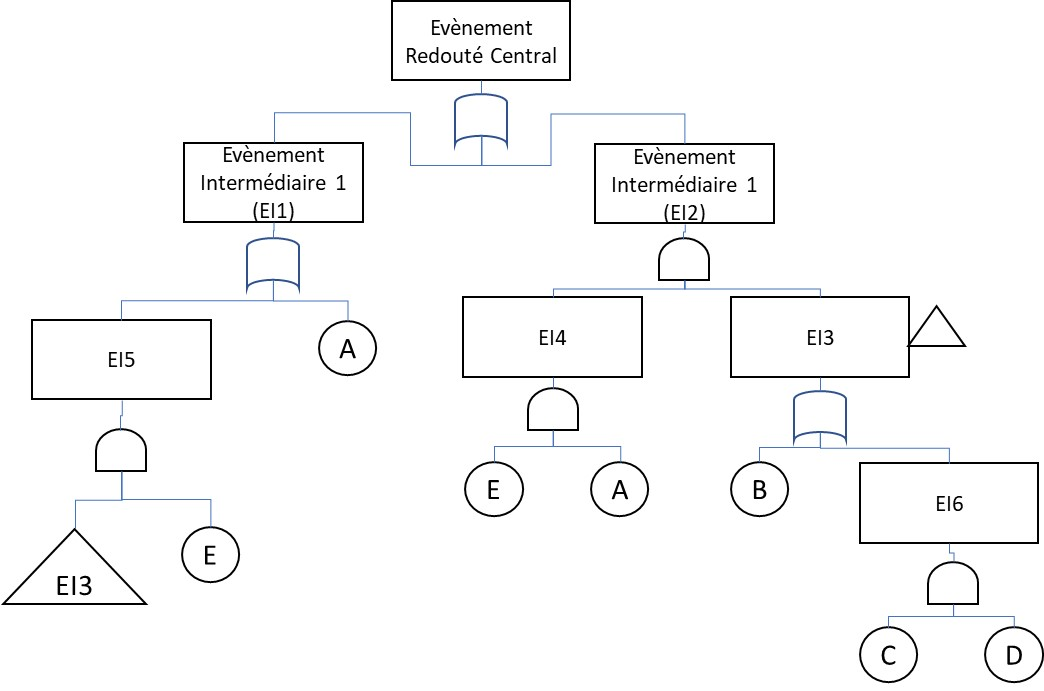 Evènement
Redouté Central
Evènement
Intermédiaire 1
(EI1)
Evènement
Intermédiaire 1
(EI2)
EI5
A
EI4
EI3
E
A
B
EI6
EI3
E
C
D